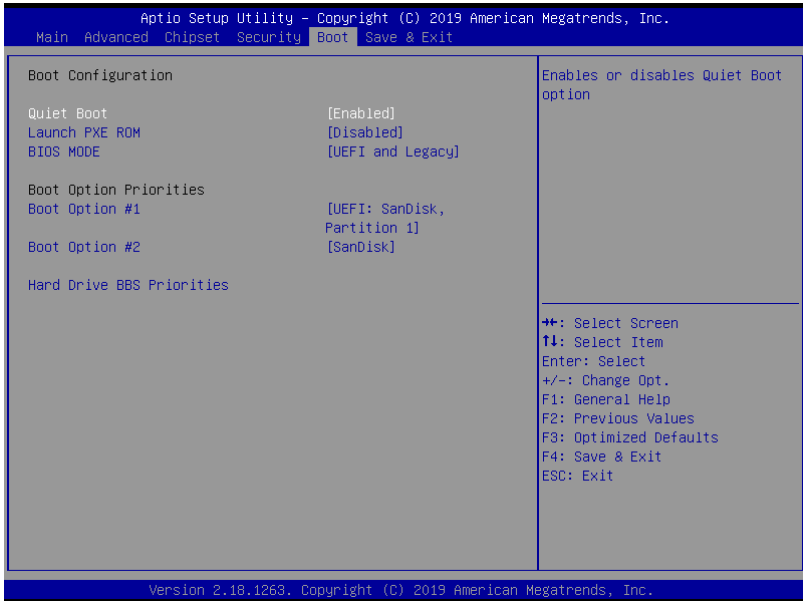 Aptio Setup Utility – Copyright (C) 2019 American Megatrends, Inc.
Main Advanced Chipset Security Boot Save & Exit
Boot Configuration
Quiet Boot [Enabled]
Launch PXE ROM [Disabled]
BIOS MODE [UEFI and Legacy]
Boot Option Priorities
Boot Option #1 [UEFI: SanDisk,
Partition 1]
Boot Option #2 [SanDisk]
Hard Drive BBS Priorities
Enables or disables Quiet Boot
option
→←: Select Screen
↑↓: Select Item
Enter: Select
+/-: Change Opt.
F1: General Help
F2: Previous Values
F3: Optimized Defaults
F4: Save & Exit
ESC: Exit
Version 2.18.1263. Copyright (C) 2019 American Megatrends, Inc.